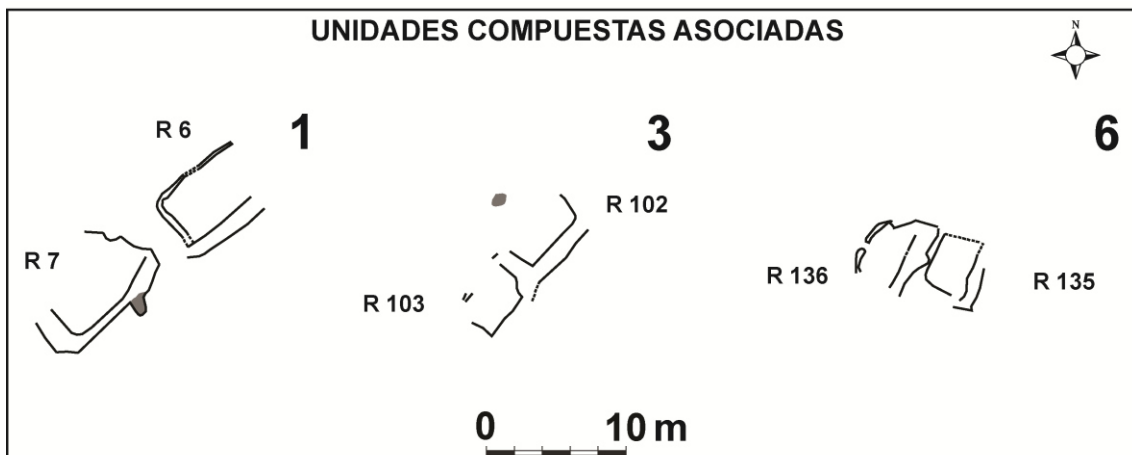 UNIDADES COMPUESTAS ASOCIADAS
N
1
R 6
R 7
3
R 102
R 103
6
R 136
R 135
0 10 m